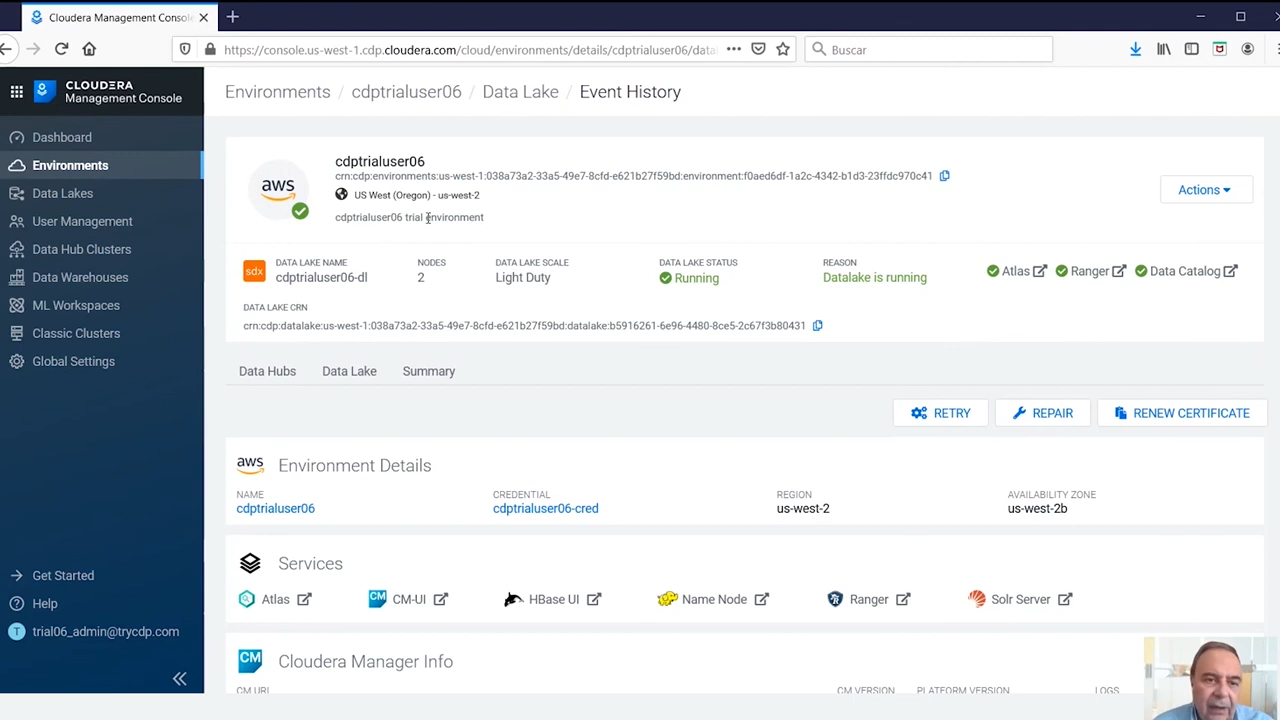 Cloudera Management Console
https://console.us-west-1.cdp.cloudera.com/cloud/environments/details/cdptrialuser06/data
Buscar
CLOUDERA
Management Console
Environments / cdptrialuser06 / Data Lake / Event History
Dashboard
Environments
Data Lakes
User Management
Data Hub Clusters
Data Warehouses
ML Workspaces
Classic Clusters
Global Settings
Get Started
Help
T trial06_admin@trycdp.com
aws
cdptrialuser06
crn:cdp:environments:us-west-1:038a73a2-33a5-49e7-8cfd-e621b27f59bd:environment:f0aed6df-1a2c-4342-b1d3-23ffdc970c41
US West (Oregon) - us-west-2
cdptrialuser06 trial environment
Actions
sdx
DATA LAKE NAME NODES DATA LAKE SCALE DATA LAKE STATUS REASON
cdptrialuser06-dl 2 Light Duty Running Datalake is running
Atlas Ranger Data Catalog
DATA LAKE CRN
crn:cdp:datalake:us-west-1:038a73a2-33a5-49e7-8cfd-e621b27f59bd:datalake:b5916261-6e96-4480-8ce5-2c67f3b80431
Data Hubs Data Lake Summary
RETRY REPAIR RENEW CERTIFICATE
aws Environment Details
NAME CREDENTIAL REGION AVAILABILITY ZONE
cdptrialuser06 cdptrialuser06-cred us-west-2 us-west-2b
Services
Atlas CM CM-UI HBase UI Name Node Ranger Solr Server
CM Cloudera Manager Info
CM URL CM VERSION PLATFORM VERSION LOGS